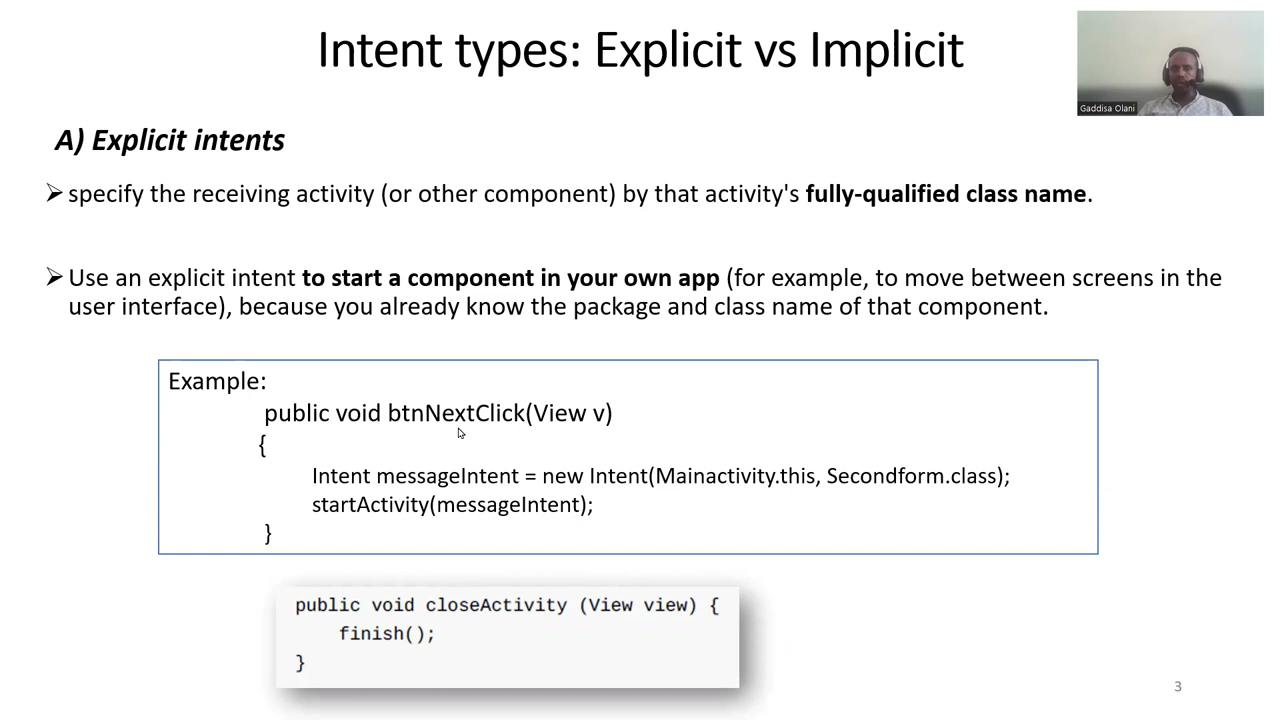 Intent types: Explicit vs Implicit
Gaddisa Olani
A) Explicit intents
➢ specify the receiving activity (or other component) by that activity's fully-qualified class name.
➢ Use an explicit intent to start a component in your own app (for example, to move between screens in the
user interface), because you already know the package and class name of that component.
Example:
public void btnNextClick(View v)
{
Intent messageIntent = new Intent(Mainactivity.this, Secondform.class);
startActivity(messageIntent);
}
public void closeActivity (View view) {
finish();
}
3